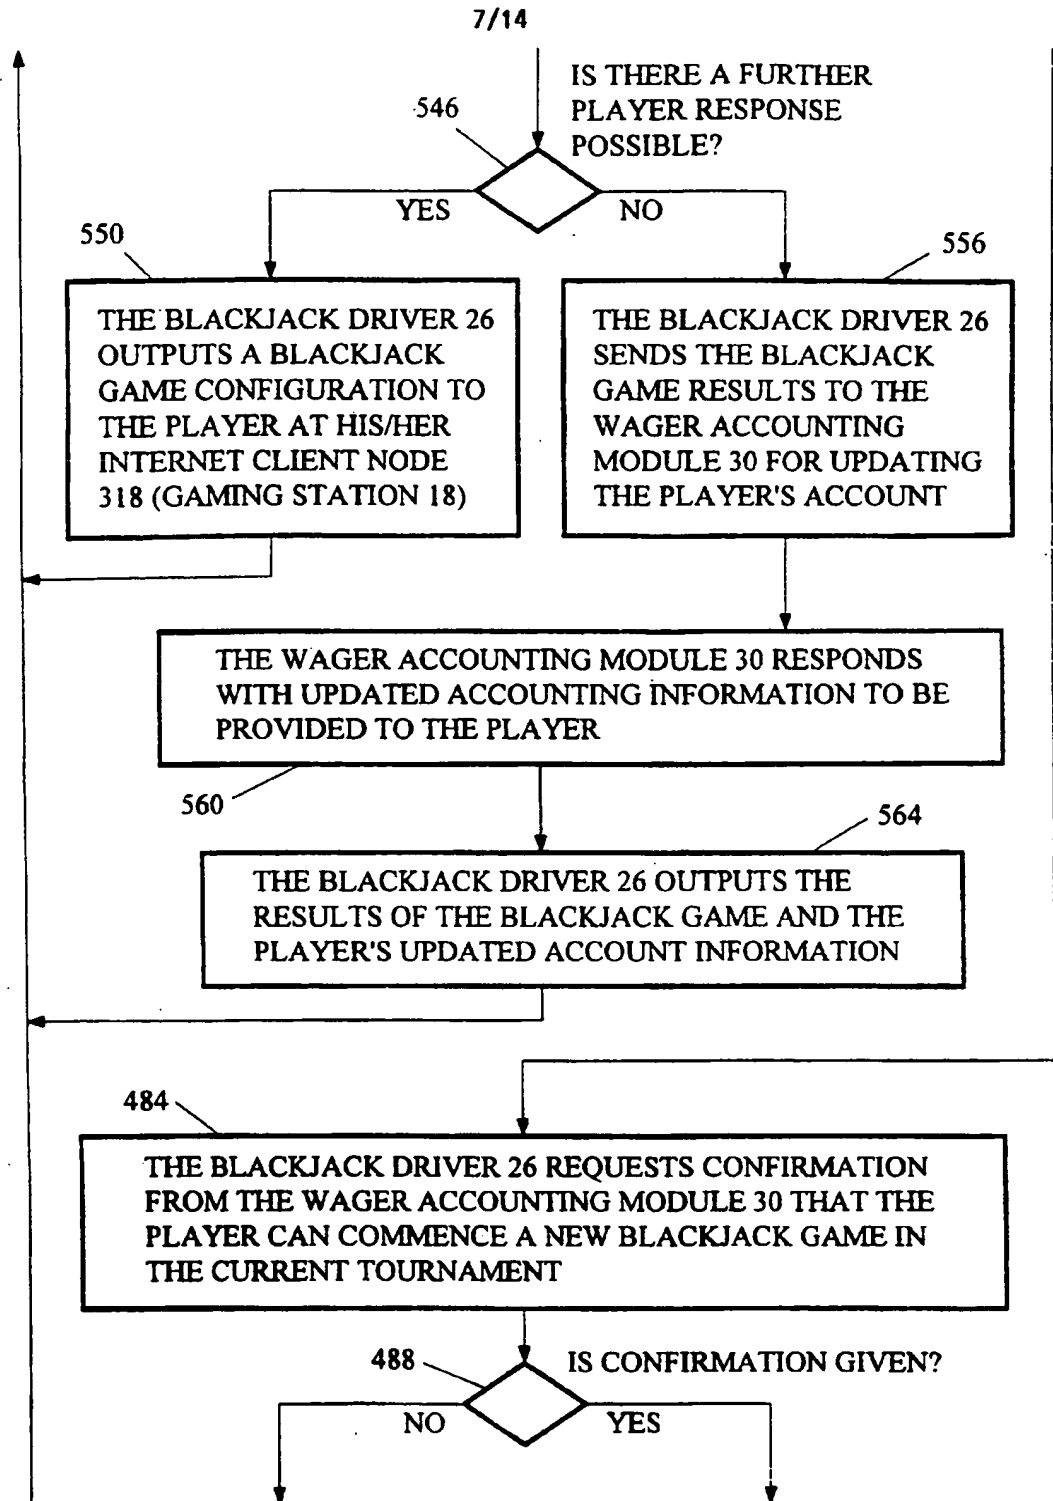 7/14
IS THERE A FURTHER
PLAYER RESPONSE
POSSIBLE?
546
YES
NO
550
556
THE BLACKJACK DRIVER 26
OUTPUTS A BLACKJACK
GAME CONFIGURATION TO
THE PLAYER AT HIS/HER
INTERNET CLIENT NODE
318 (GAMING STATION 18)
THE BLACKJACK DRIVER 26
SENDS THE BLACKJACK
GAME RESULTS TO THE
WAGER ACCOUNTING
MODULE 30 FOR UPDATING
THE PLAYER'S ACCOUNT
THE WAGER ACCOUNTING MODULE 30 RESPONDS
WITH UPDATED ACCOUNTING INFORMATION TO BE
PROVIDED TO THE PLAYER
560
564
THE BLACKJACK DRIVER 26 OUTPUTS THE
RESULTS OF THE BLACKJACK GAME AND THE
PLAYER'S UPDATED ACCOUNT INFORMATION
484
THE BLACKJACK DRIVER 26 REQUESTS CONFIRMATION
FROM THE WAGER ACCOUNTING MODULE 30 THAT THE
PLAYER CAN COMMENCE A NEW BLACKJACK GAME IN
THE CURRENT TOURNAMENT
488
IS CONFIRMATION GIVEN?
NO
YES